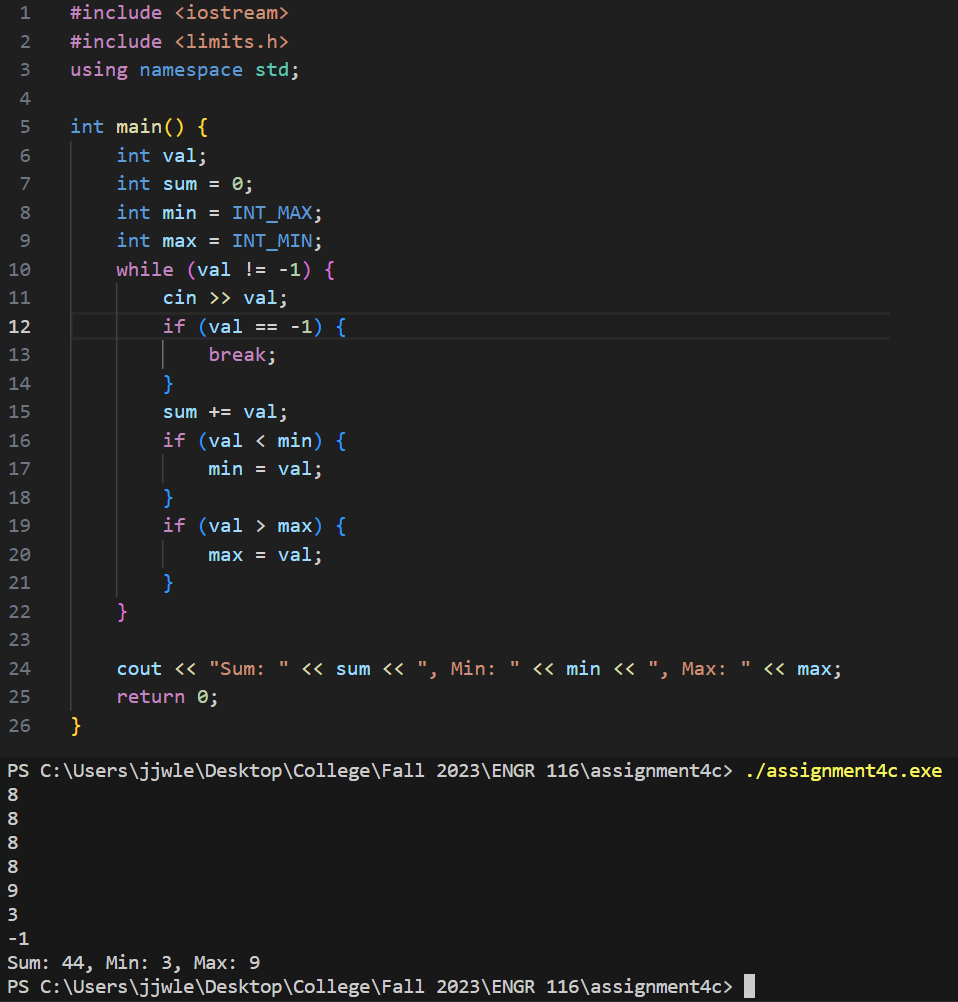 1 #include <iostream>
2 #include <limits.h>
3 using namespace std;
4
5 int main() {
6     int val;
7     int sum = 0;
8     int min = INT_MAX;
9     int max = INT_MIN;
10     while (val != -1) {
11         cin >> val;
12         if (val == -1) {
13             break;
14         }
15         sum += val;
16         if (val < min) {
17             min = val;
18         }
19         if (val > max) {
20             max = val;
21         }
22     }
23
24     cout << "Sum: " << sum << ", Min: " << min << ", Max: " << max;
25     return 0;
26 }
PS C:\Users\jjwle\Desktop\College\Fall 2023\ENGR 116\assignment4c> ./assignment4c.exe
8
8
8
8
9
3
-1
Sum: 44, Min: 3, Max: 9
PS C:\Users\jjwle\Desktop\College\Fall 2023\ENGR 116\assignment4c>